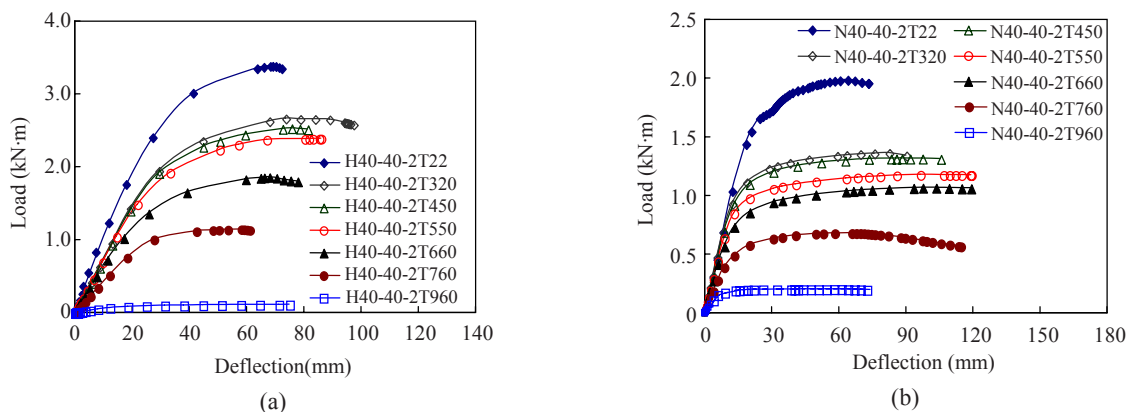 4.0
3.0
2.0
1.0
0
0 20 40 60 80 100 120 140
Load (kN·m)
Deflection(mm)
H40-40-2T22
H40-40-2T320
H40-40-2T450
H40-40-2T550
H40-40-2T660
H40-40-2T760
H40-40-2T960
(a)
2.5
2.0
1.5
1.0
0.5
0
0 30 60 90 120 150 180
Load (kN·m)
Deflection (mm)
N40-40-2T22
N40-40-2T320
N40-40-2T450
N40-40-2T550
N40-40-2T660
N40-40-2T760
N40-40-2T960
(b)